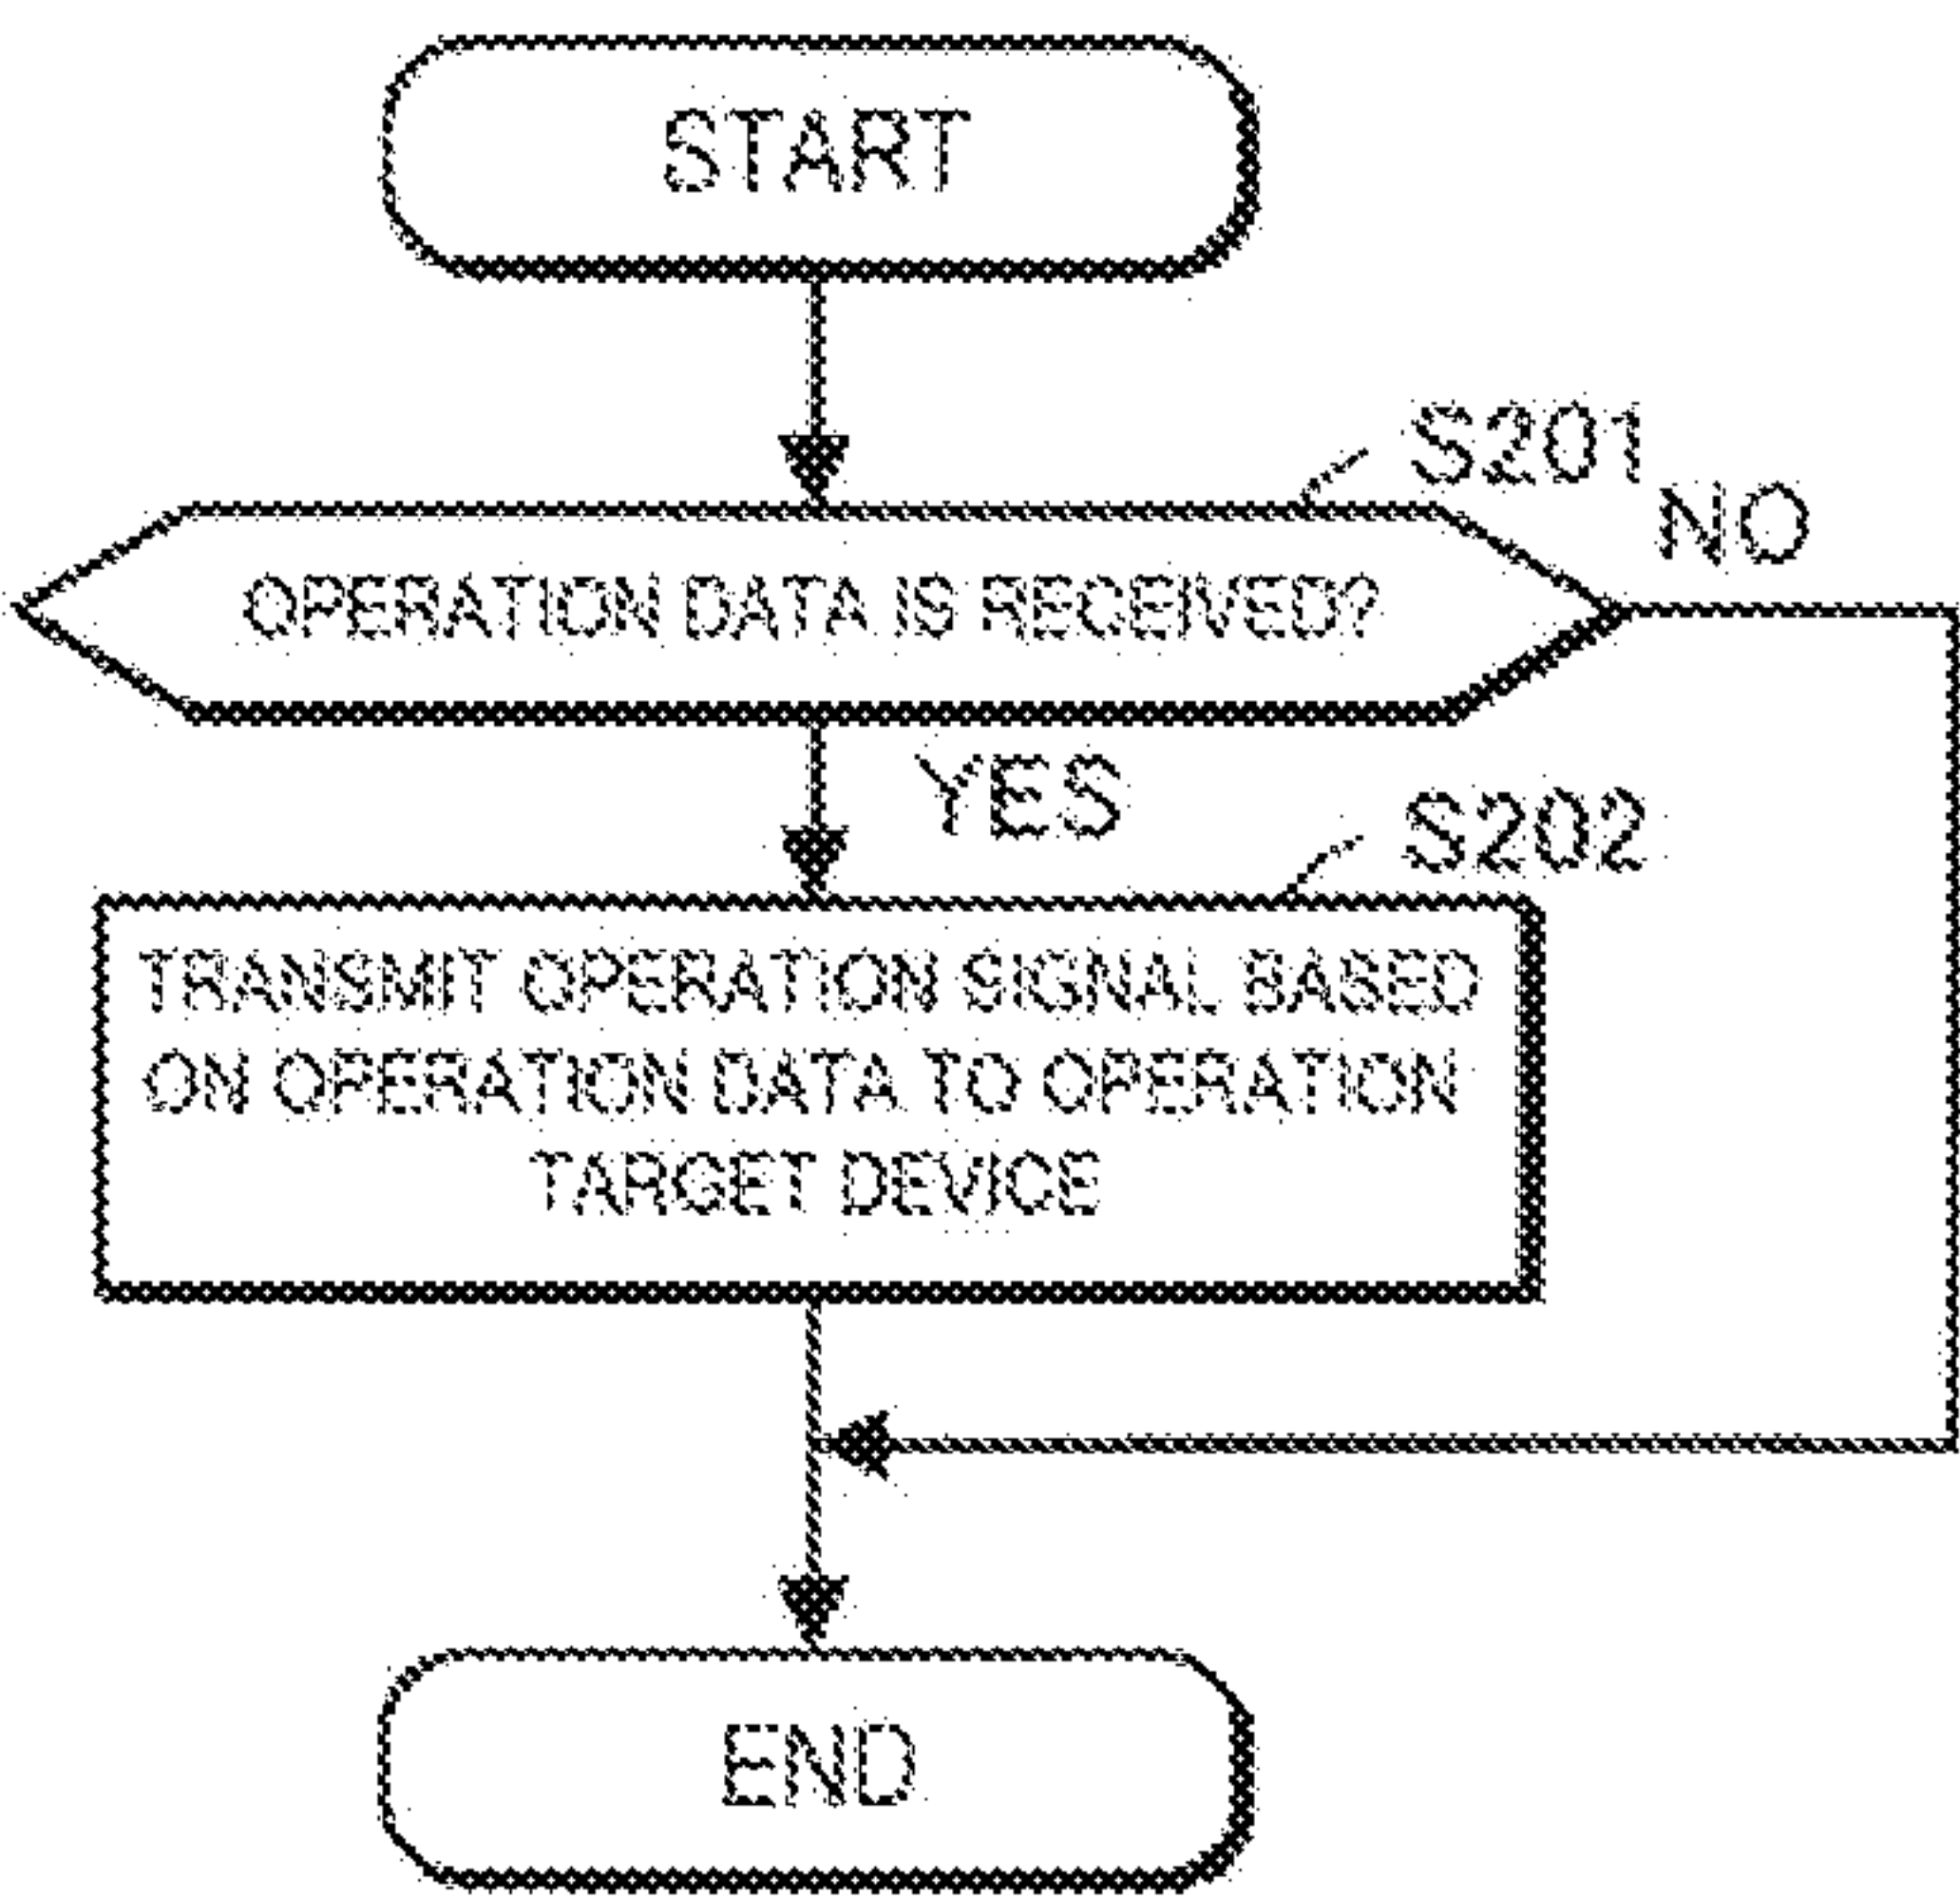 START
S201
NO
OPERATION DATA IS RECEIVED?
YES
S202
TRANSMIT OPERATION SIGNAL BASED
ON OPERATION DATA TO OPERATION
TARGET DEVICE
END